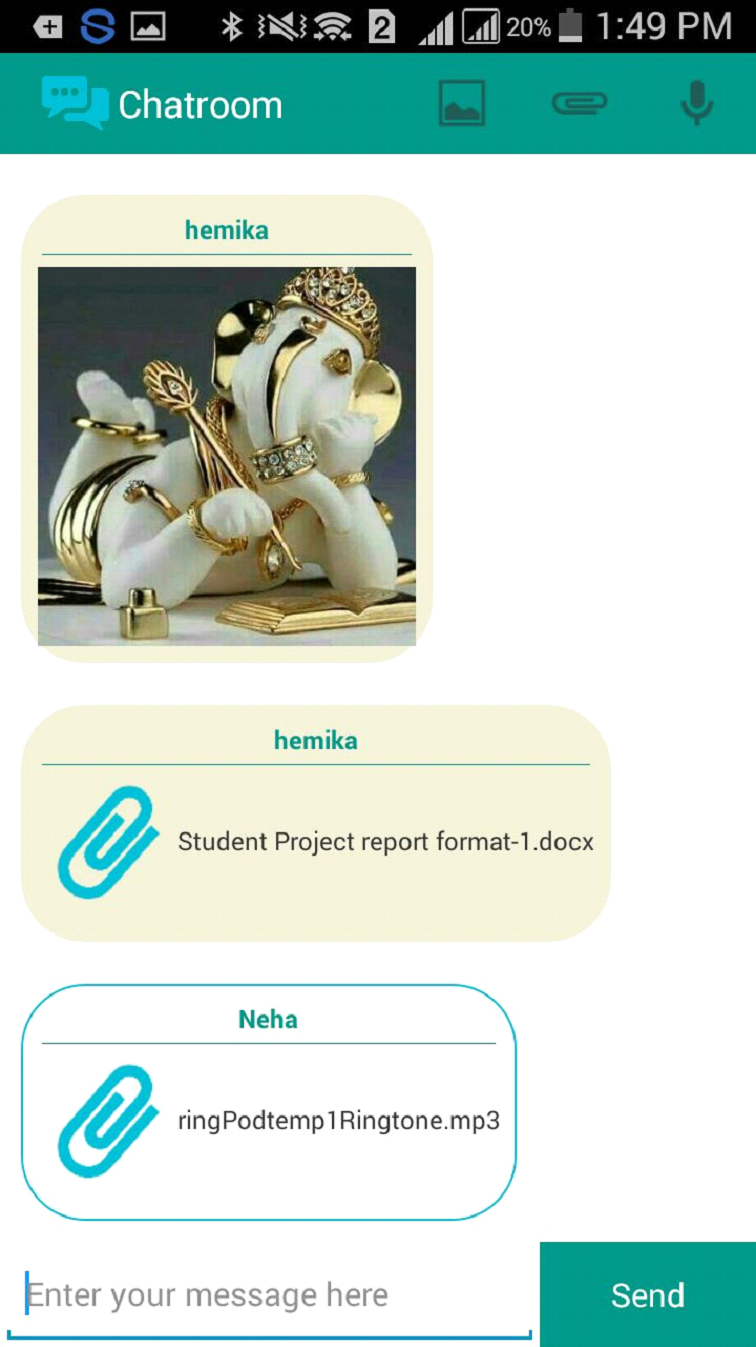 2 20% 1:49 PM
Chatroom
hemika
hemika
Student Project report format-1.docx
Neha
ringPodtemp1Ringtone.mp3
Enter your message here
Send